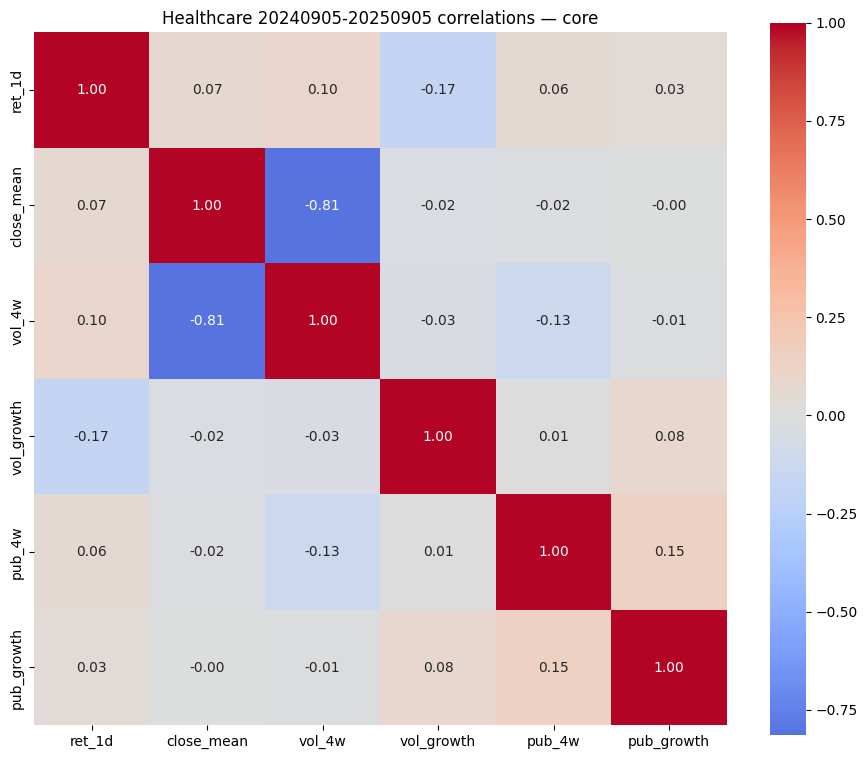 Healthcare 20240905-20250905 correlations — core
ret_1d 1.00 0.07 0.10 -0.17 0.06 0.03
close_mean 0.07 1.00 -0.81 -0.02 -0.02 -0.00
vol_4w 0.10 -0.81 1.00 -0.03 -0.13 -0.01
vol_growth -0.17 -0.02 -0.03 1.00 0.01 0.08
pub_4w 0.06 -0.02 -0.13 0.01 1.00 0.15
pub_growth 0.03 -0.00 -0.01 0.08 0.15 1.00
ret_1d close_mean vol_4w vol_growth pub_4w pub_growth
1.00
0.75
0.50
0.25
0.00
−0.25
−0.50
−0.75